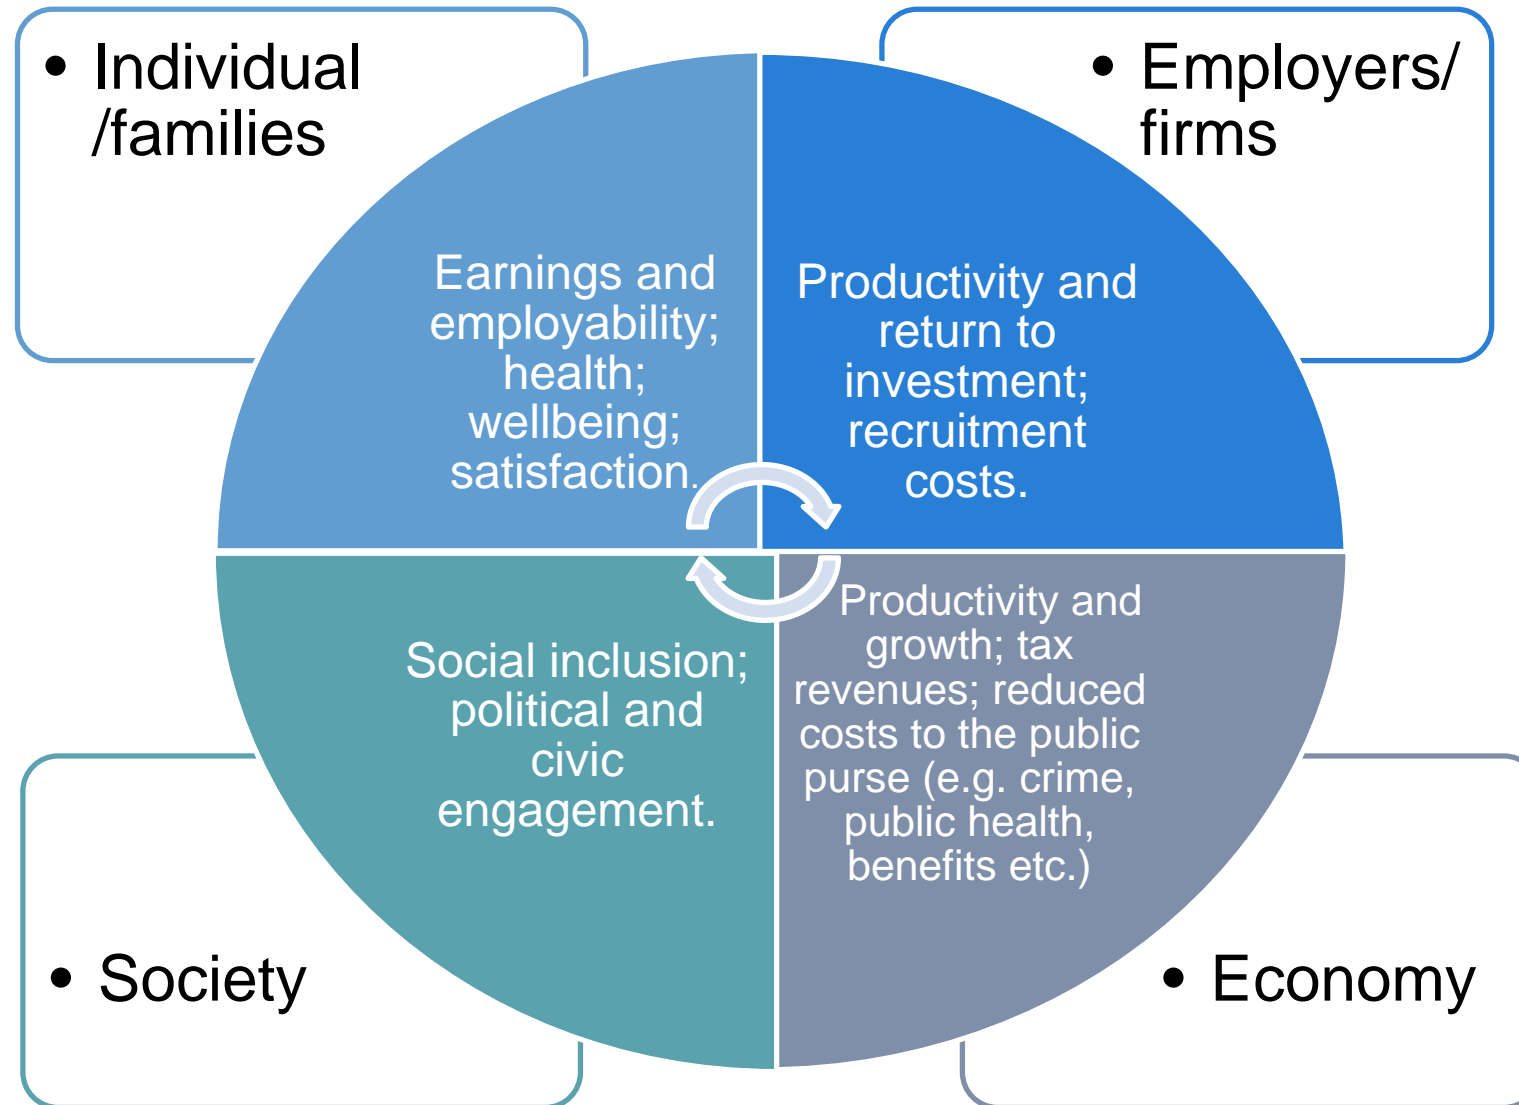 • Individual
/families
• Employers/
firms
Earnings and
employability;
health;
wellbeing;
satisfaction.
Productivity and
return to
investment;
recruitment
costs.
Social inclusion;
political and
civic
engagement.
Productivity and
growth; tax
revenues; reduced
costs to the public
purse (e.g. crime,
public health,
benefits etc.)
• Society
• Economy